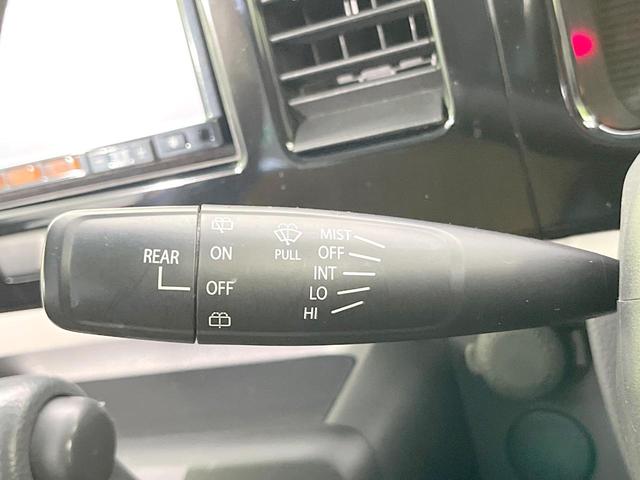 REAR
ON
OFF
PULL
MIST
OFF
INT
LO
HI